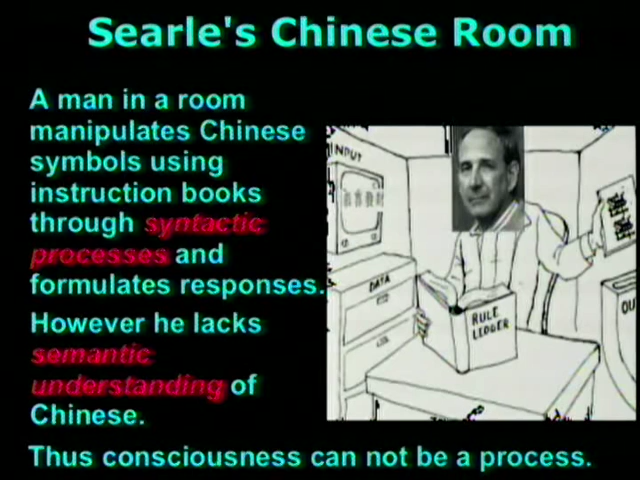 Searle's Chinese Room
A man in a room
manipulates Chinese
symbols using
instruction books
through syntactic
processes and
formulates responses.
However he lacks
semantic
understanding of
Chinese.
Thus consciousness can not be a process.
INPUT
DATA
RULE
LEDGER
OU